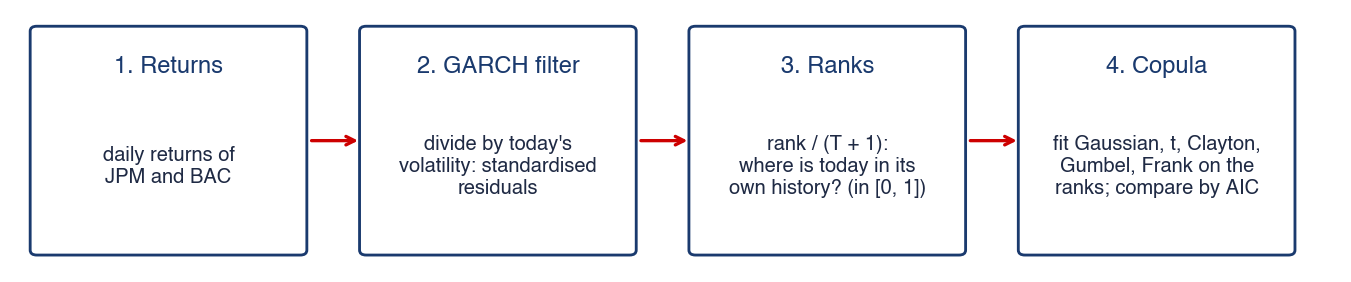 1. Returns
daily returns of
JPM and BAC
2. GARCH filter
divide by today's
volatility: standardised
residuals
3. Ranks
rank / (T + 1):
where is today in its
own history? (in [0, 1])
4. Copula
fit Gaussian, t, Clayton,
Gumbel, Frank on the
ranks; compare by AIC